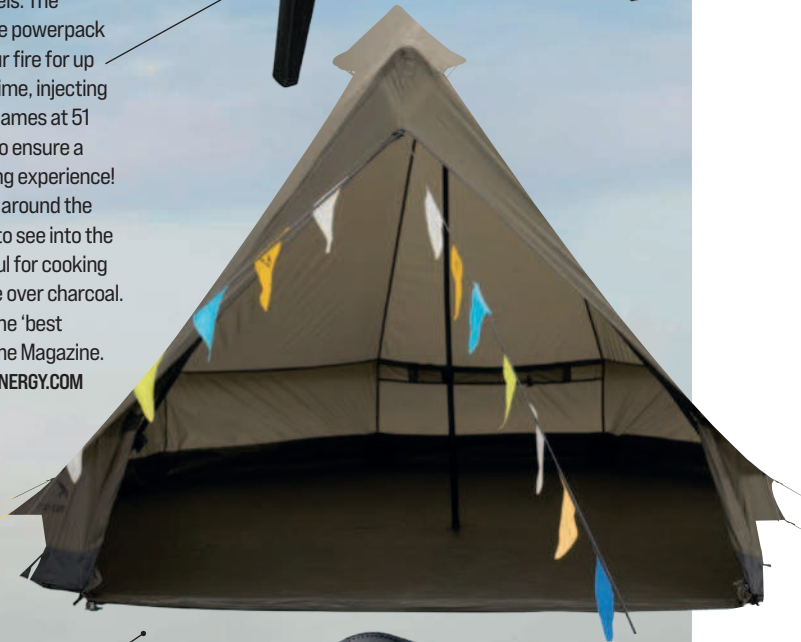 els. The
e powerpack
ur fire for up
ime, injecting
ames at 51
o ensure a
ng experience!
around the
to see into the
ul for cooking
e over charcoal.
he ‘best
ne Magazine.
NERGY.COM